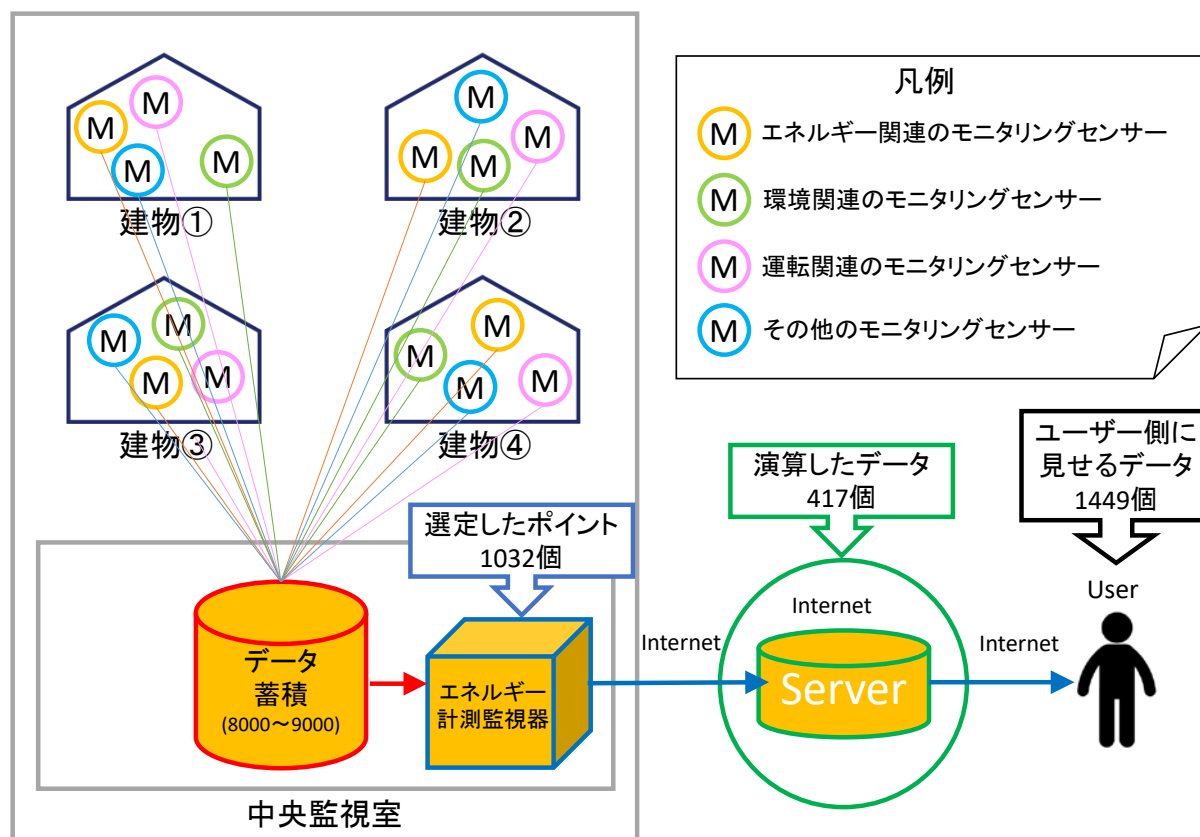 M
M
M
M
建物①
M
M
M
M
建物②
M
M
M
M
建物③
M
M
M
M
建物④
凡例
M エネルギー関連のモニタリングセンサー
M 環境関連のモニタリングセンサー
M 運転関連のモニタリングセンサー
M その他のモニタリングセンサー
選定したポイント
1032個
演算したデータ
417個
ユーザー側に
見せるデータ
1449個
データ
蓄積
(8000～9000)
エネルギー
計測監視器
中央監視室
Internet
Internet
Server
Internet
User